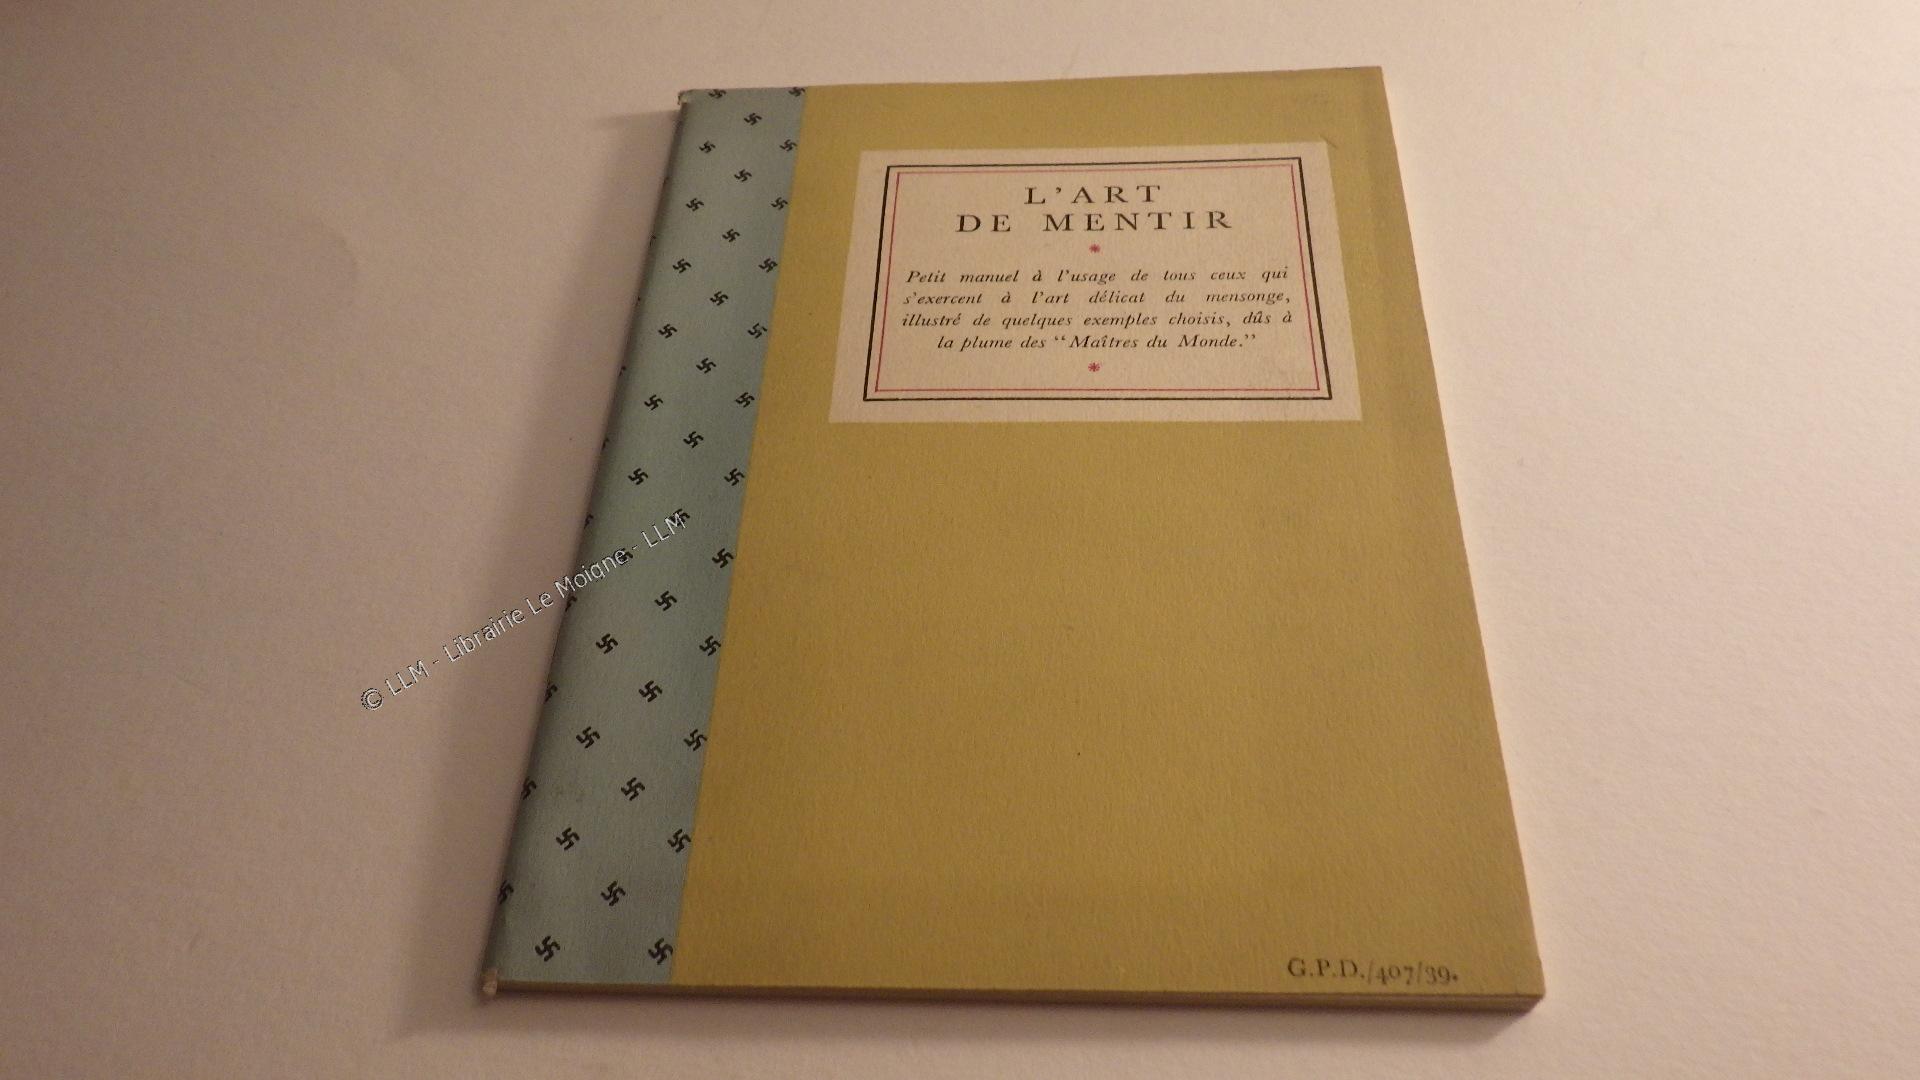 L'ART
DE MENTIR
*
Petit manuel à l'usage de tous ceux qui
s'exercent à l'art délicat du mensonge,
illustré de quelques exemples choisis, dûs à
la plume des “Maîtres du Monde.”
*
© LLM - Librairie Le Moigne - LLM
G.P.D./407/39.